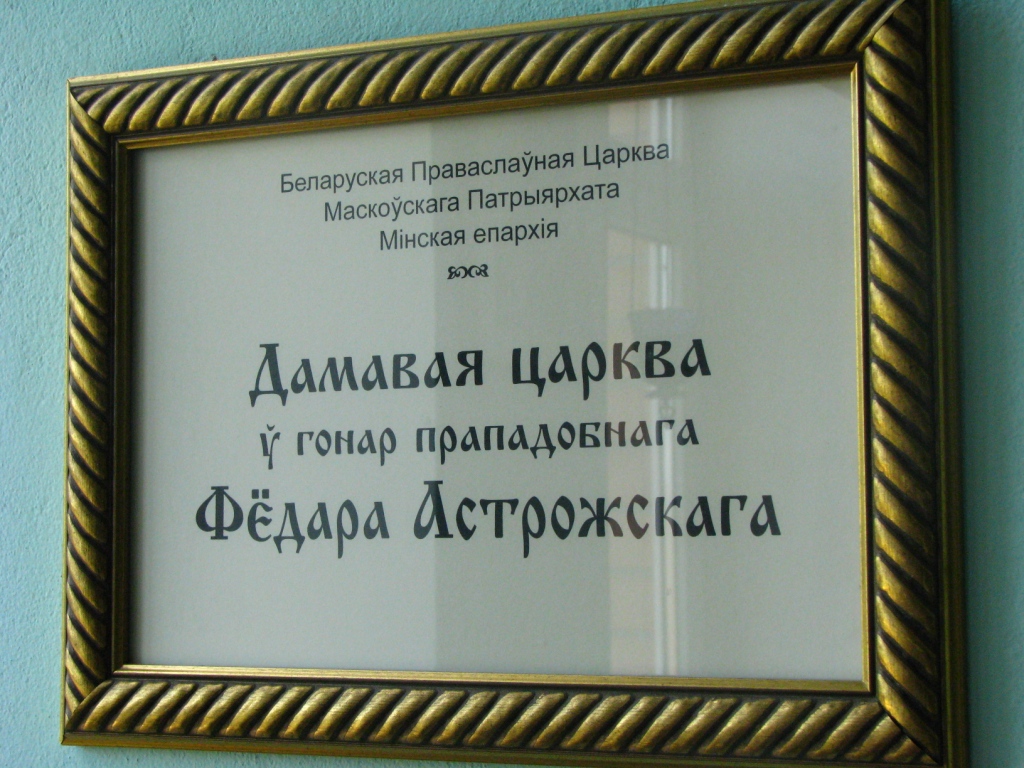 Беларуская Праваслаўная Царква
Маскоўскага Патрыярхата
Мінская епархія
Дамавая царква
ў гонар прападобнага
Фёдара Астрожскага